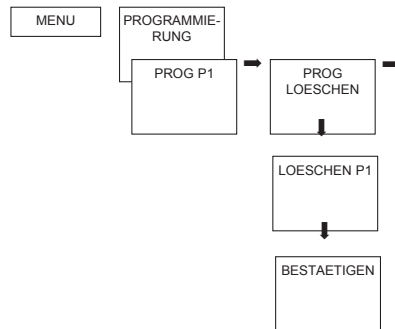 MENU
PROGRAMMIE-
RUNG
PROG P1
PROG
LOESCHEN
LOESCHEN P1
BESTAETIGEN